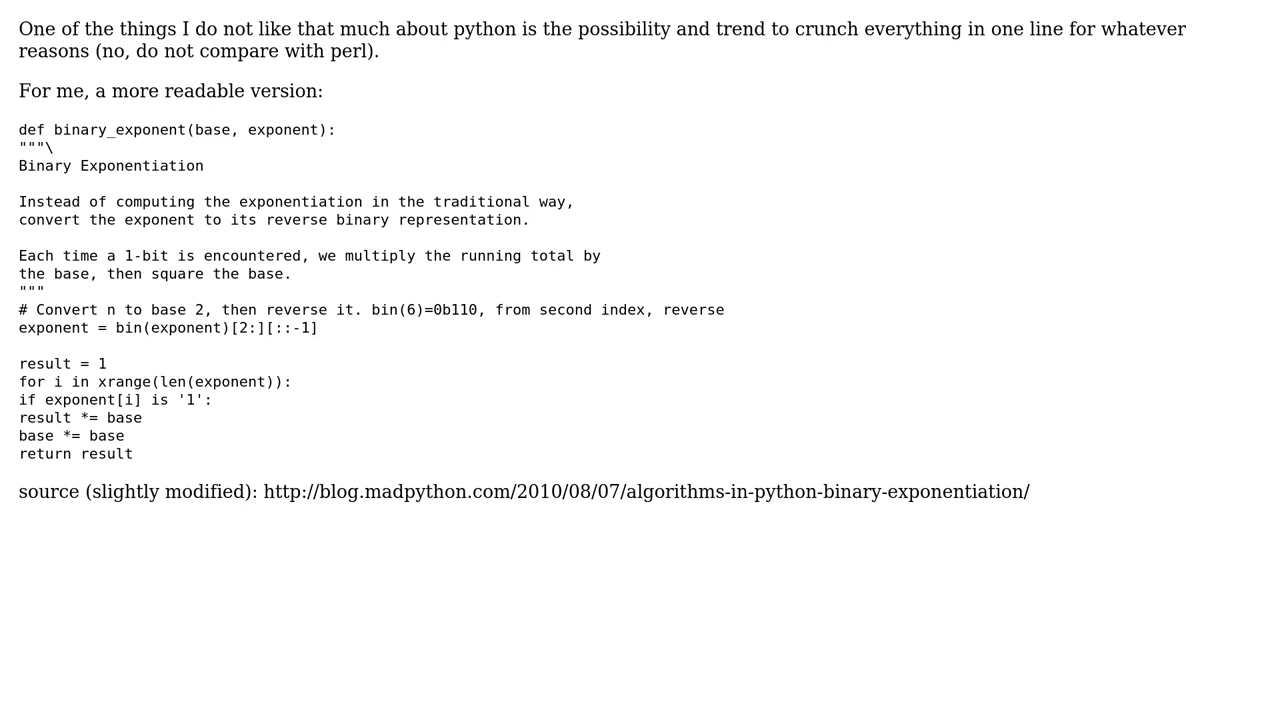 One of the things I do not like that much about python is the possibility and trend to crunch everything in one line for whatever
reasons (no, do not compare with perl).
For me, a more readable version:
def binary_exponent(base, exponent):
"""\
Binary Exponentiation
Instead of computing the exponentiation in the traditional way,
convert the exponent to its reverse binary representation.
Each time a 1-bit is encountered, we multiply the running total by
the base, then square the base.
"""
# Convert n to base 2, then reverse it. bin(6)=0b110, from second index, reverse
exponent = bin(exponent)[2:][::-1]
result = 1
for i in xrange(len(exponent)):
if exponent[i] is '1':
result *= base
base *= base
return result
source (slightly modified): http://blog.madpython.com/2010/08/07/algorithms-in-python-binary-exponentiation/